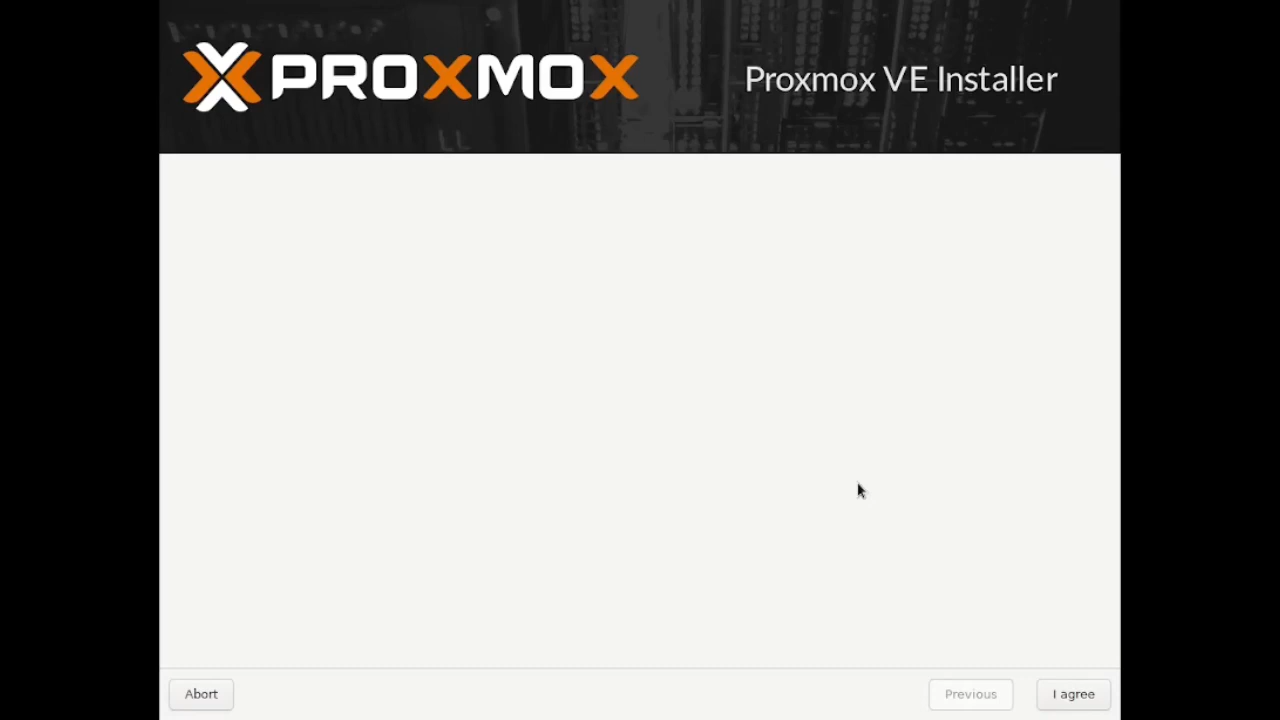 PROXMOX
Proxmox VE Installer
Abort
Previous
I agree